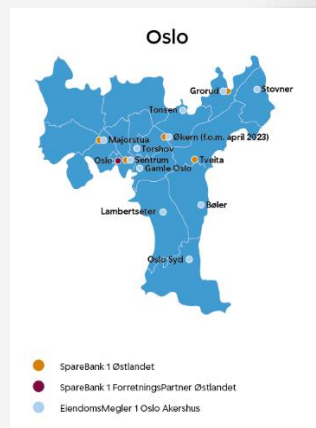 Oslo
Grorud
Stovner
Tonsen
Majorstua
Økern (f.o.m. april 2023)
Torshov
Oslo
Sentrum
Tveita
Gamle Oslo
Lambertseter
Bøler
Oslo Syd
SpareBank 1 Østlandet
SpareBank 1 ForretningsPartner Østlandet
EiendomsMegler 1 Oslo Akershus